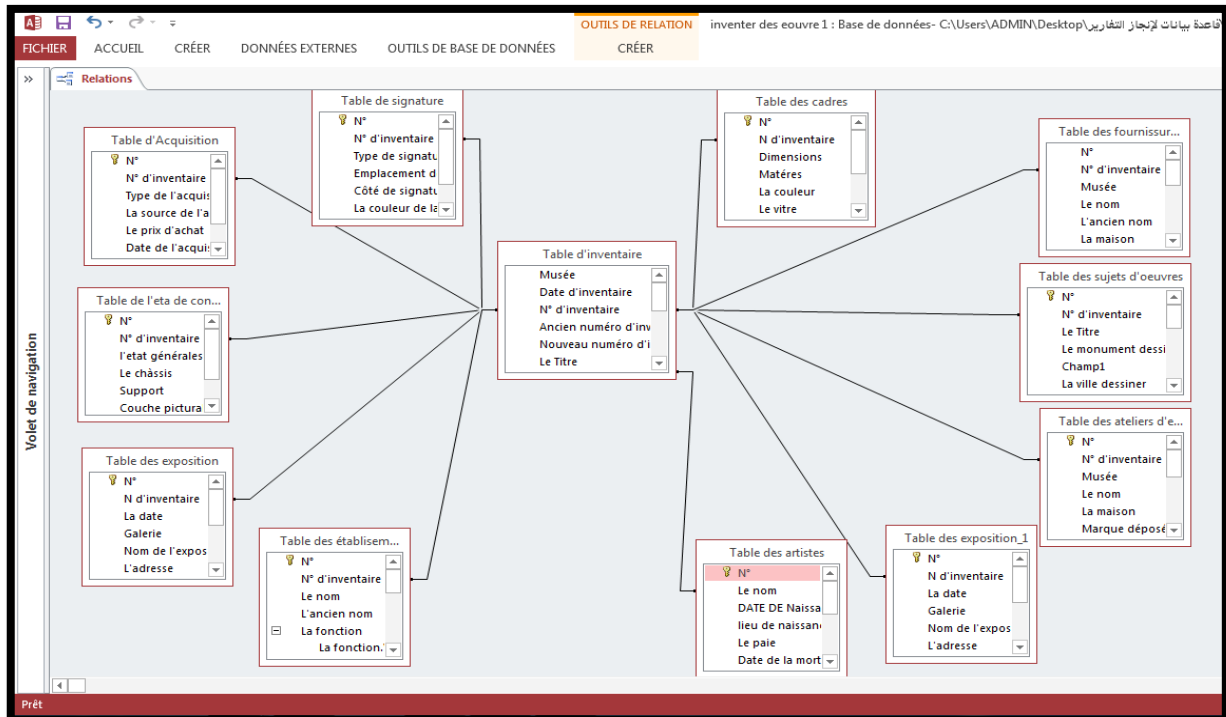 OUTILS DE RELATION
inventer des eouvre 1 : Base de données- C:\Users\ADMIN\Desktop\قاعدة بيانات لإنجاز التقارير\
FICHIER ACCUEIL CRÉER DONNÉES EXTERNES OUTILS DE BASE DE DONNÉES CRÉER
Relations
Volet de navigation
Table d'Acquisition
N°
N° d'inventaire
Type de l'acquis
La source de l'a
Le prix d'achat
Date de l'acquis
Table de signature
N°
N° d'inventaire
Type de signatu
Emplacement d
Côté de signatu
La couleur de la
Table des cadres
N°
N d'inventaire
Dimensions
Matéres
La couleur
Le vitre
Table des fournissur...
N°
N° d'inventaire
Musée
Le nom
L'ancien nom
La maison
Table d'inventaire
Musée
Date d'inventaire
N° d'inventaire
Ancien numéro d'inv
Nouveau numéro d'i
Le Titre
Table des sujets d'oeuvres
N°
N° d'inventaire
Le Titre
Le monument dessi
Champ1
La ville dessiner
Table de l'eta de con...
N°
N° d'inventaire
l'etat générales
Le châssis
Support
Couche pictura
Table des ateliers d'e...
N°
N° d'inventaire
Musée
Le nom
La maison
Marque déposé
Table des exposition
N°
N d'inventaire
La date
Galerie
Nom de l'expos
L'adresse
Table des établisem...
N°
N° d'inventaire
Le nom
L'ancien nom
La fonction
La fonction.
Table des artistes
N°
Le nom
DATE DE Naissa
lieu de naissan
Le paie
Date de la mort
Table des exposition_1
N°
N d'inventaire
La date
Galerie
Nom de l'expos
L'adresse
Prêt